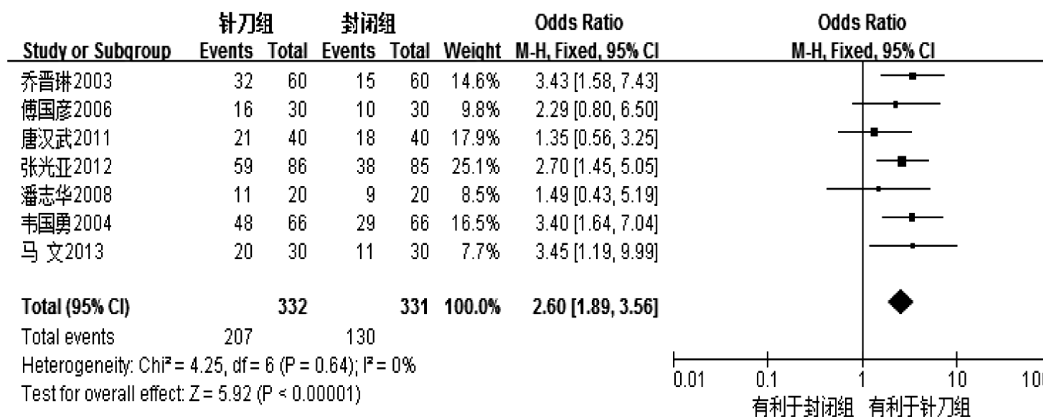 针刀组 封闭组 Odds Ratio Odds Ratio
Study or Subgroup Events Total Events Total Weight M-H, Fixed, 95% CI M-H, Fixed, 95% CI
乔晋琳2003 32 60 15 60 14.6% 3.43 [1.58, 7.43]
傅国彦2006 16 30 10 30 9.8% 2.29 [0.80, 6.50]
唐汉武2011 21 40 18 40 17.9% 1.35 [0.56, 3.25]
张光亚2012 59 86 38 85 25.1% 2.70 [1.45, 5.05]
潘志华2008 11 20 9 20 8.5% 1.49 [0.43, 5.19]
韦国勇2004 48 66 29 66 16.5% 3.40 [1.64, 7.04]
马 文2013 20 30 11 30 7.7% 3.45 [1.19, 9.99]
Total (95% CI) 332 331 100.0% 2.60 [1.89, 3.56]
Total events 207 130
Heterogeneity: Chi² = 4.25, df = 6 (P = 0.64); I² = 0%
Test for overall effect: Z = 5.92 (P < 0.00001)
0.01 0.1 1 10 100
有利于封闭组 有利于针刀组